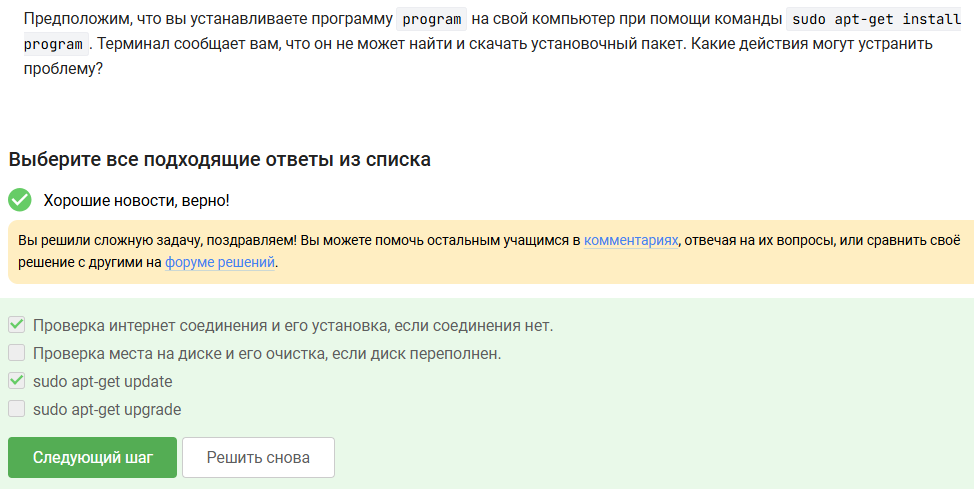 Предположим, что вы устанавливаете программу program на свой компьютер при помощи команды sudo apt-get install
program. Терминал сообщает вам, что он не может найти и скачать установочный пакет. Какие действия могут устранить
проблему?
Выберите все подходящие ответы из списка
Хорошие новости, верно!
Вы решили сложную задачу, поздравляем! Вы можете помочь остальным учащимся в комментариях, отвечая на их вопросы, или сравнить своё
решение с другими на форуме решений.
Проверка интернет соединения и его установка, если соединения нет.
Проверка места на диске и его очистка, если диск переполнен.
sudo apt-get update
sudo apt-get upgrade
Следующий шаг
Решить снова